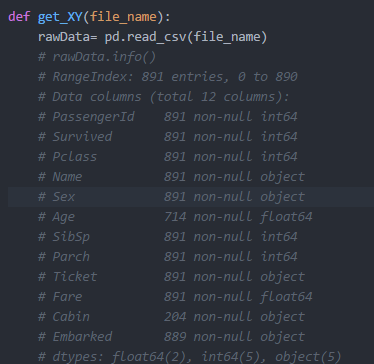 def get_XY(file_name):
    rawData= pd.read_csv(file_name)
    # rawData.info()
    # RangeIndex: 891 entries, 0 to 890
    # Data columns (total 12 columns):
    # PassengerId    891 non-null int64
    # Survived       891 non-null int64
    # Pclass         891 non-null int64
    # Name           891 non-null object
    # Sex            891 non-null object
    # Age            714 non-null float64
    # SibSp          891 non-null int64
    # Parch          891 non-null int64
    # Ticket         891 non-null object
    # Fare           891 non-null float64
    # Cabin          204 non-null object
    # Embarked       889 non-null object
    # dtypes: float64(2), int64(5), object(5)